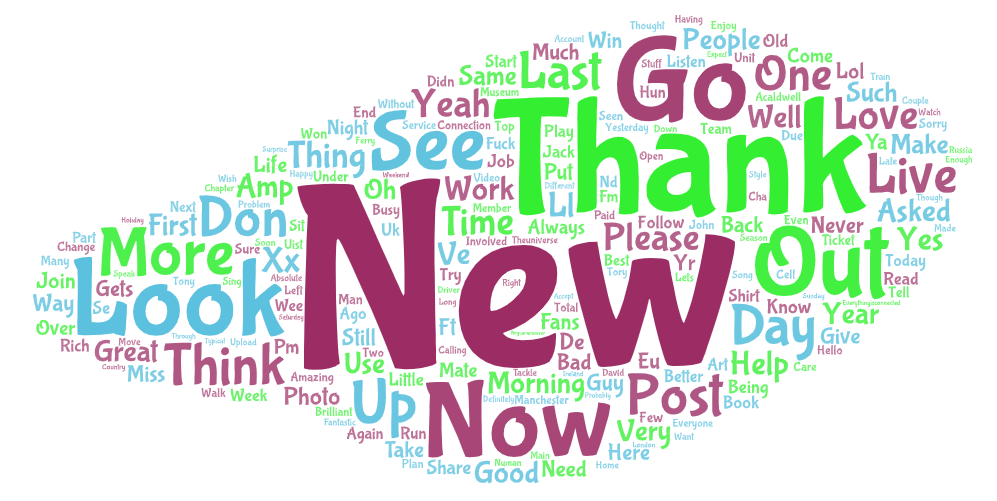 Having
Thought
Enjoy
Account
Win
People
Old
Much
Go
Expect
Start
Last
Stuff
Listen
Unit
Come
Same
One
Lol
Train
Didn
Museum
Hun
Acaldwell
Such
Couple
Yeah
Thank
Without
End
Seen
Well
Love
Watch
Night
See
Service
Connection
Top
Yesterday
Down
Team
Sorry
Won
Ferry
Play
Due
Ya
Make
Surprise
Thing
Fuck
Jack
Open
Late
Russia
Enough
Life
Happy
Under
Weekend
Job
Put
Style
Live
Wish
Video
Different
Nd
Chapter
Amp
Oh
New
Work
Fm
Cha
Though
Problem
Member
Ll
Paid
John
Even
Asked
Made
Next
First
Don
Sit
Busy
Time
Always
Follow
Back
Never
Holiday
Uk
Please
Season
Ticket
Yes
Part
Change
More
Sure
Soon
Uist
Involved
Theuniverse
Out
Many
Xx
Ve
Best
Yr
Today
Speak
Tony
Sing
Absolute
Try
Right
Tory
Lets
Song
Cell
Read
Join
Gets
Look
Left
Driver
Man
Long
Accept
Shirt
Sunday
Tell
Way
Se
Wee
Total
Know
Everythingisconnected
Saturday
Ago
Ft
Fans
Day
Year
Over
Through
Still
De
Give
Rich
Move
Typical
Upload
Pm
Two
Calling
Bad
Eu
Art
Hello
Great
Country
Think
Use
Mate
Tackle
Ireland
David
Better
Help
Care
Miss
Amazing
Little
Morning
Guy
Post
Being
Walk
Week
Photo
Up
Now
Definitely
Manchester
Probably
Book
Brilliant
Fantastic
Few
Everyone
Again
Run
Very
Want
Take
London
Here
Plan
Share
Good
Numan
Main
Need
Home